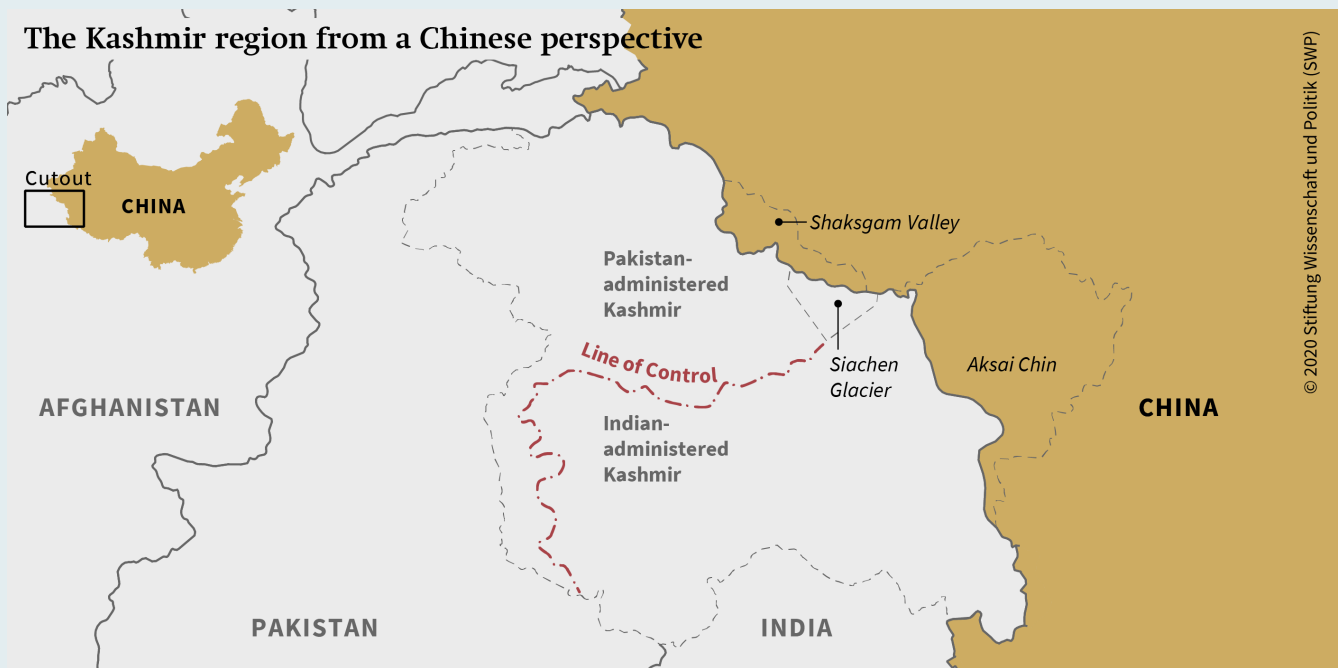 The Kashmir region from a Chinese perspective
© 2020 Stiftung Wissenschaft und Politik (SWP)
Cutout
CHINA
Shaksgam Valley
Pakistan-
administered
Kashmir
Line of Control
Siachen
Glacier
Aksai Chin
AFGHANISTAN
CHINA
Indian-
administered
Kashmir
PAKISTAN
INDIA